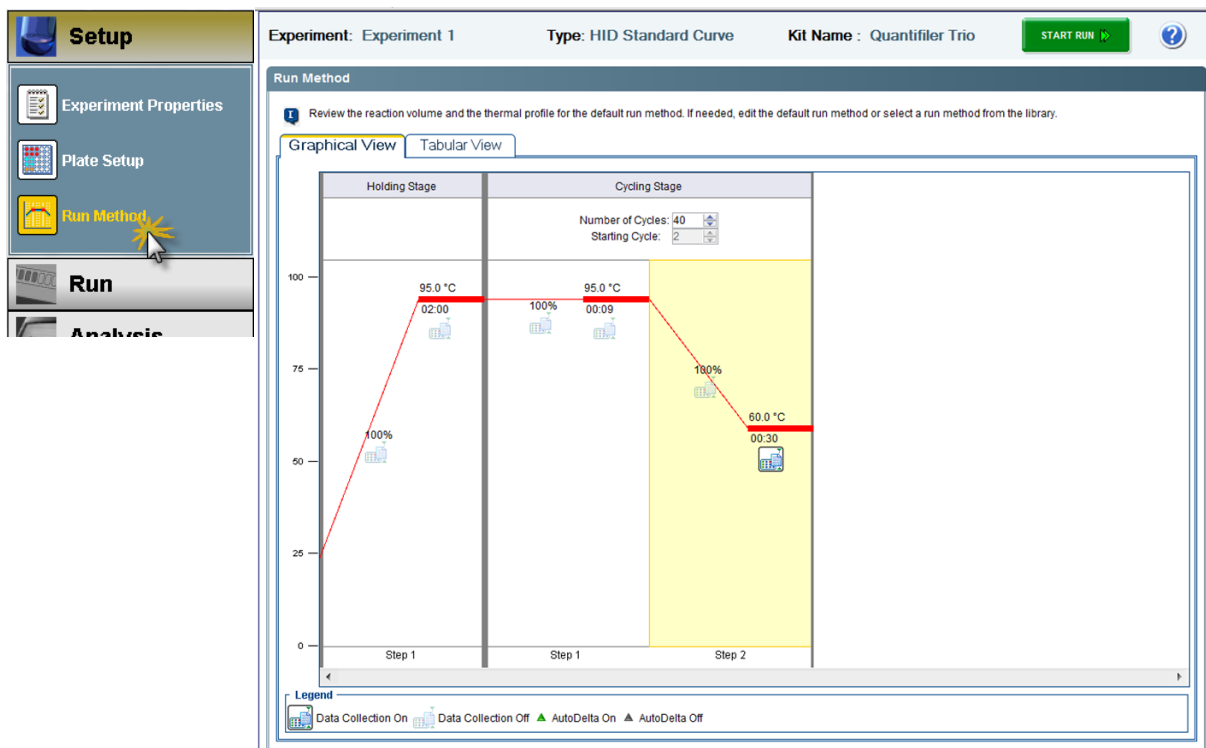 Setup
Experiment Properties
Plate Setup
Run Method
Run
Analysis
Experiment: Experiment 1 Type: HID Standard Curve Kit Name : Quantifiler Trio START RUN ?
Run Method
Review the reaction volume and the thermal profile for the default run method. If needed, edit the default run method or select a run method from the library.
Graphical View Tabular View
Holding Stage Cycling Stage
Number of Cycles: 40
Starting Cycle: 2
100
95.0 °C 95.0 °C
02:00 100% 00:09
75
100%
60.0 °C
100% 00:30
50
25
0
Step 1 Step 1 Step 2
Legend
Data Collection On Data Collection Off AutoDelta On AutoDelta Off